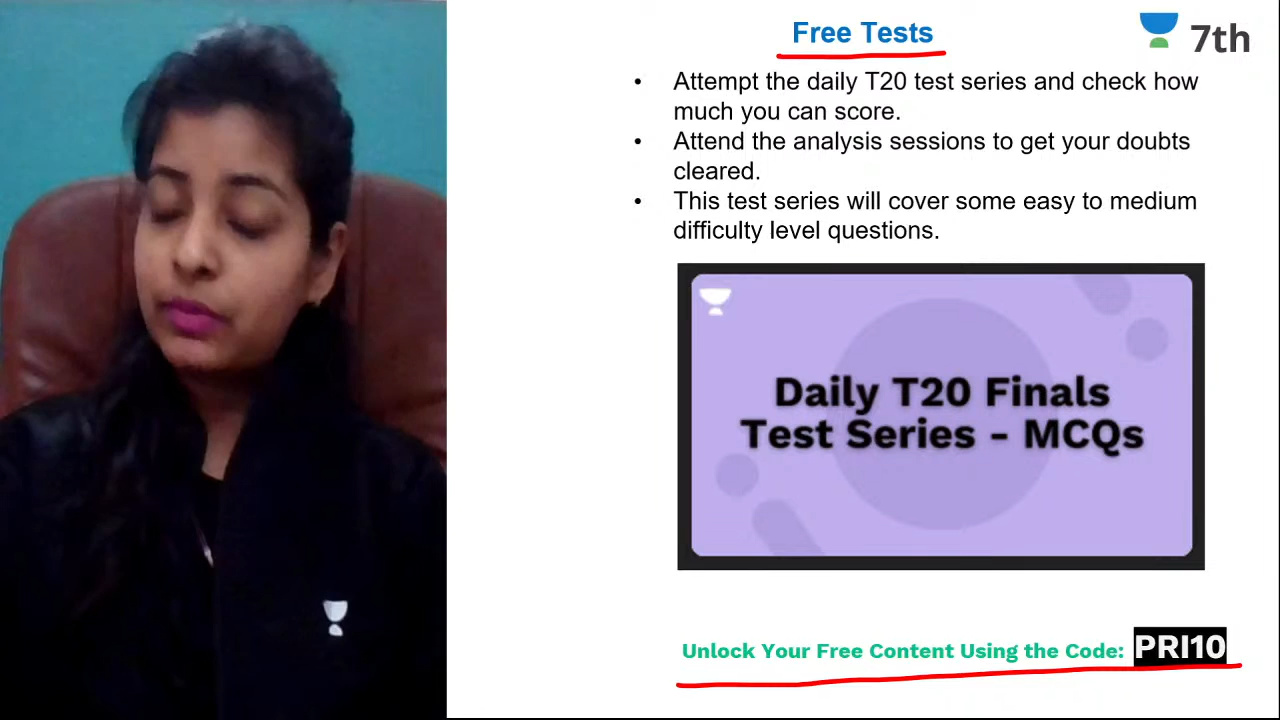 Free Tests
7th
• Attempt the daily T20 test series and check how
much you can score.
• Attend the analysis sessions to get your doubts
cleared.
• This test series will cover some easy to medium
difficulty level questions.
Daily T20 Finals
Test Series - MCQs
Unlock Your Free Content Using the Code: PRI10